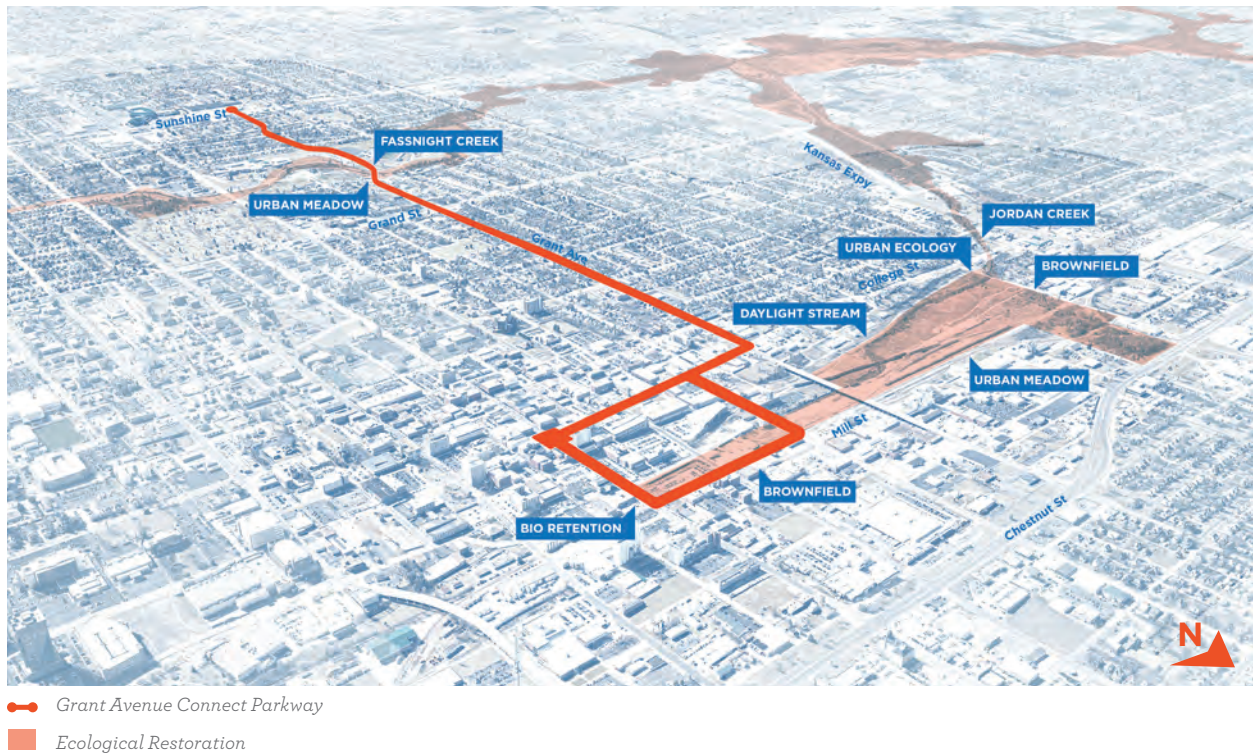 Sunshine St
FASSNIGHT CREEK
Kansas Expy
URBAN MEADOW
Grand St
JORDAN CREEK
Grant Ave
URBAN ECOLOGY
BROWNFIELD
College St
DAYLIGHT STREAM
URBAN MEADOW
Mill St
BROWNFIELD
Chestnut St
BIO RETENTION
N
Grant Avenue Connect Parkway
Ecological Restoration